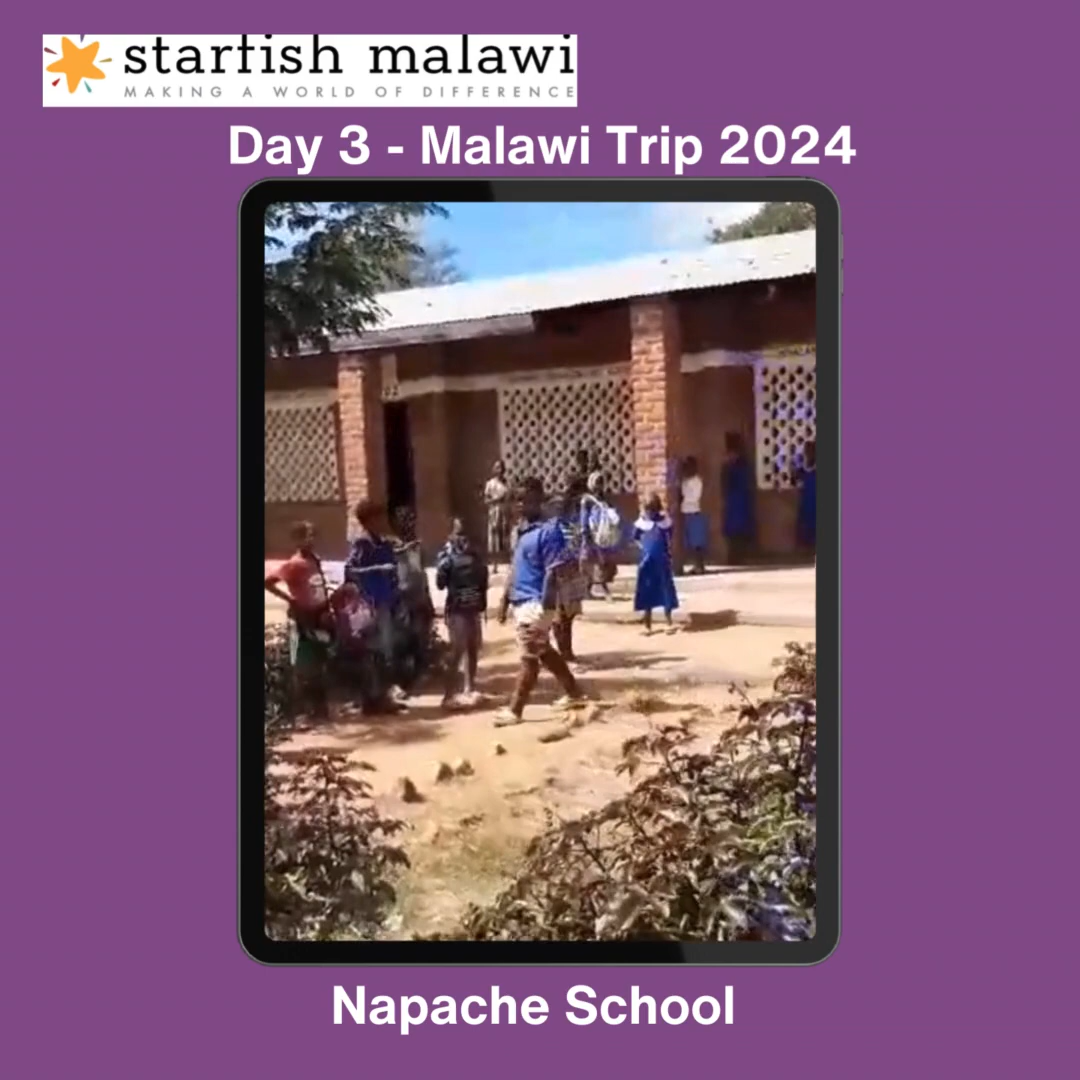 starfish malawi
MAKING A WORLD OF DIFFERENCE
Day 3 - Malawi Trip 2024
Napache School